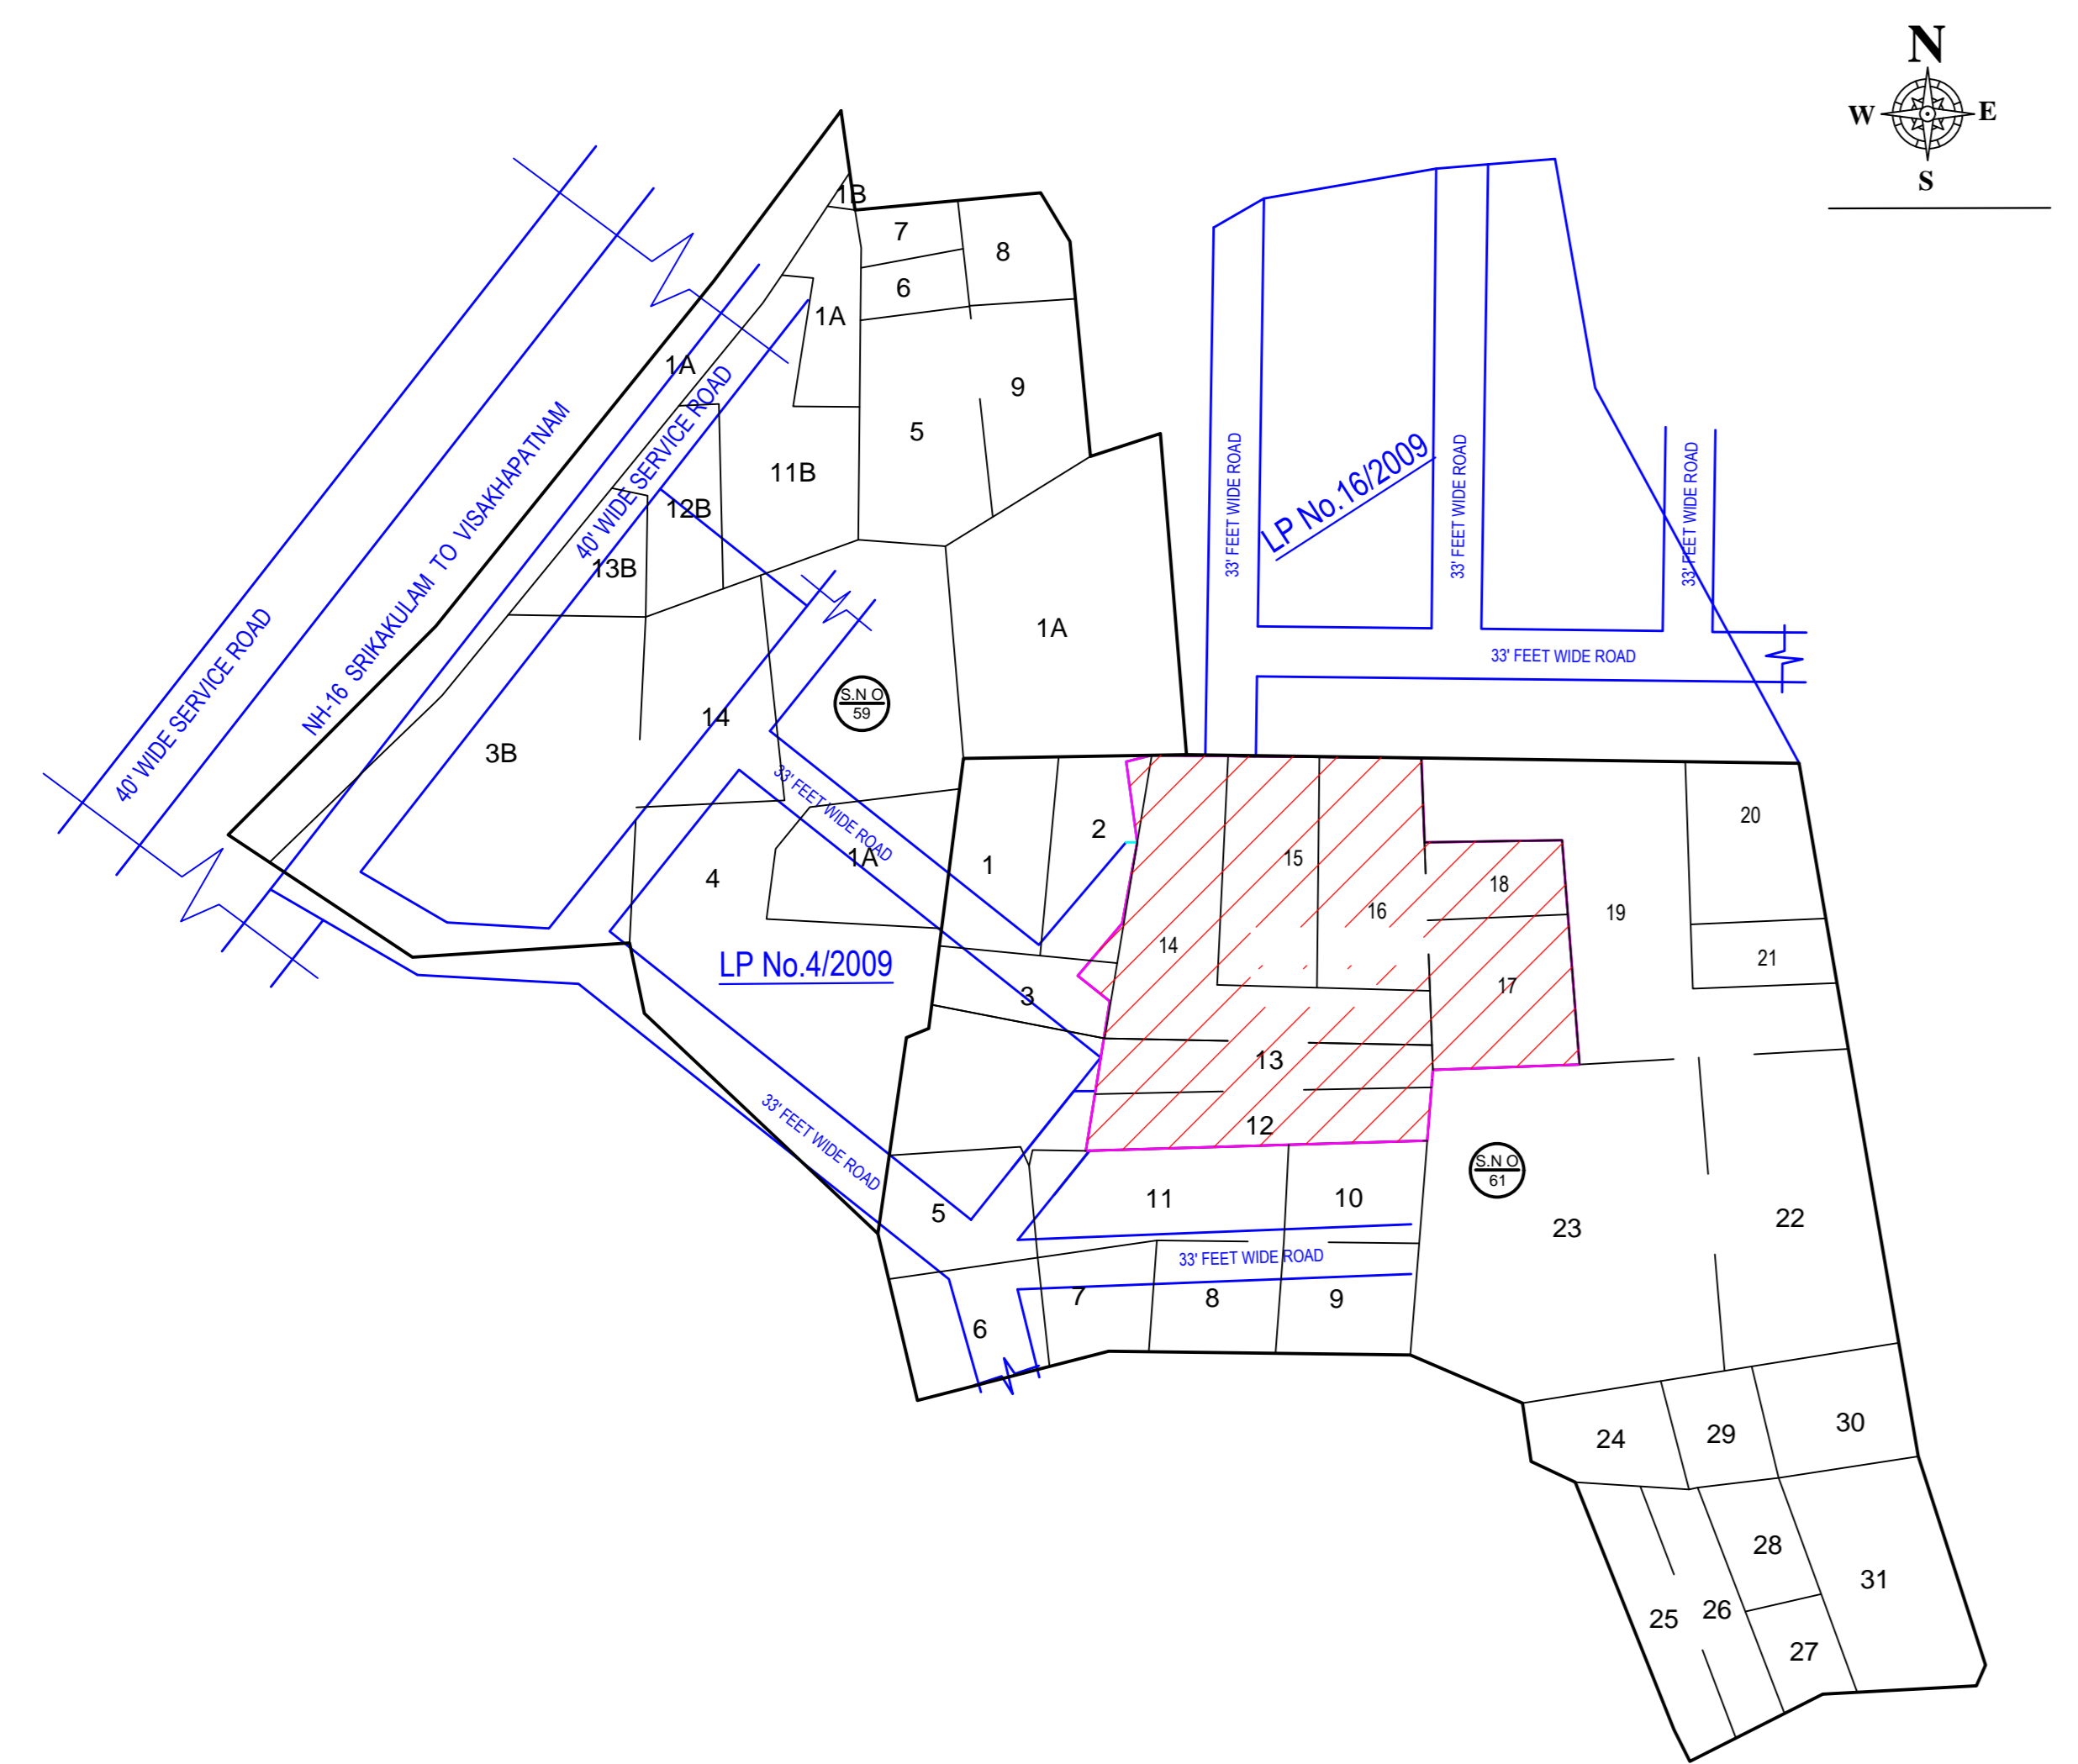 N
W
E
S
1B
7
8
6
1A
1A
9
5
11B
12B
13B
40' WIDE SERVICE ROAD
NH-16 SRIKAKULAM TO VISAKHAPATNAM
40' WIDE SERVICE ROAD
33' FEET WIDE ROAD
LP No.16/2009
33' FEET WIDE ROAD
33' FEET WIDE ROAD
33' FEET WIDE ROAD
1A
S.N O
59
14
3B
33' FEET WIDE ROAD
4
1A
LP No.4/2009
1
2
3
15
16
14
18
17
19
20
21
13
12
33' FEET WIDE ROAD
5
11
10
S.N O
61
23
22
33' FEET WIDE ROAD
6
7
8
9
24
29
30
28
31
25
26
27